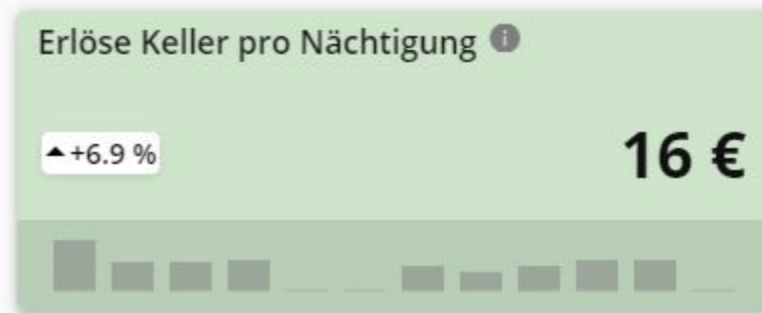 Erlöse Keller pro Nächtigung
+6.9 %
16 €